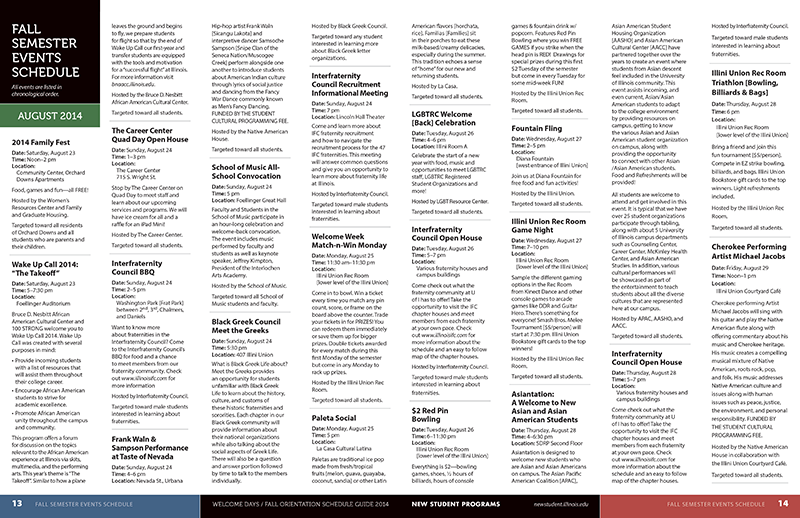 FALL
SEMESTER
EVENTS
SCHEDULE
All events are listed in
chronological order.
AUGUST 2014
2014 Family Fest
Date: Saturday, August 23
Time: Noon–2 pm
Location:
Community Center, Orchard
Downs Apartments
Food, games and fun—all FREE!
Hosted by the Women's
Resources Center and Family
and Graduate Housing.
Targeted toward all residents
of Orchard Downs and all
students who are parents and
their children.
Wake Up Call 2014:
"The Takeoff"
Date: Saturday, August 23
Time: 5–7:30 pm
Location:
Foellinger Auditorium
Bruce D. Nesbitt African
American Cultural Center and
100 STRONG welcome you to
Wake Up Call 2014. Wake Up
Call was created with several
purposes in mind:
• Provide incoming students
with a list of resources that
will assist them throughout
their college career.
• Encourage African American
students to strive for
academic excellence.
• Promote African American
unity throughout the campus
and community.
This program offers a forum
for discussion on the topics
relevant to the African American
experience at Illinois via skits,
multimedia, and the performing
arts. This year's theme is "The
Takeoff". Similar to how a plane
leaves the ground and begins
to fly, we prepare students
for flight so that by the end of
Wake Up Call our first-year and
transfer students are equipped
with the tools and motivation
for a "successful flight" at Illinois.
For more information visit
bnaacc.illinois.edu.
Hosted by the Bruce D. Nesbitt
African American Cultural Center.
Targeted toward all students.
The Career Center
Quad Day Open House
Date: Sunday, August 24
Time: 1–3 pm
Location:
The Career Center
715 S. Wright St.
Stop by The Career Center on
Quad Day to meet staff and
learn about our upcoming
services and programs. We will
have ice cream for all and a
raffle for an iPad Mini!
Hosted by The Career Center.
Targeted toward all students.
Interfraternity
Council BBQ
Date: Sunday, August 24
Time: 2–5 pm
Location:
Washington Park (Frat Park)
between 2nd, 3rd, Chalmers,
and Daniels
Want to know more
about fraternities in the
Interfraternity Council? Come
to the Interfraternity Council's
BBQ for food and a chance
to meet members from our
fraternity community. Check
out www.illinoisifc.com for
more information
Hosted by Interfraternity Council.
Targeted toward male students
interested in learning about
fraternities.
Frank Waln &
Sampson Performance
at Taste of Nevada
Date: Sunday, August 24
Time: 4–6 pm
Location: Nevada St., Urbana
Hip-hop artist Frank Waln
(Sicangu Lakota) and
interpretive dancer Samsoche
Sampson (Snipe Clan of the
Seneca Nation/Muscogee
Creek) perform alongside one
another to introduce students
about American Indian culture
through lyrics of social justice
and dancing from the Fancy
War Dance commonly known
as Men's Fancy Dancing.
FUNDED BY THE STUDENT
CULTURAL PROGRAMMING FEE.
Hosted by the Native American
House.
Targeted toward all students.
School of Music All-
School Convocation
Date: Sunday, August 24
Time: 5 pm
Location: Foellinger Great Hall
Faculty and Students in the
School of Music participate in
an hour-long celebration and
welcome-back convocation.
The event includes music
performed by faculty and
students as well as keynote
speaker, Jeffrey Kimpton,
President of the Interlochen
Arts Academy.
Hosted by the School of Music.
Targeted toward all School of
Music students and faculty.
Black Greek Council
Meet the Greeks
Date: Sunday, August 24
Time: 5:30 pm
Location: 407 Illini Union
What is Black Greek Life about?
Meet the Greeks provides
an opportunity for students
unfamiliar with Black Greek
Life to learn about the history,
culture, and customs of
these historic fraternities and
sororities. Each chapter in our
Black Greek community will
provide information about
their national organizations
while also talking about the
social aspects of Greek Life.
There will also be a question
and answer portion followed
by time to talk to the members
individually.
Hosted by Black Greek Council.
Targeted toward any student
interested in learning more
about Black Greek letter
organizations.
Interfraternity
Council Recruitment
Informational Meeting
Date: Sunday, August 24
Time: 7 pm
Location: Lincoln Hall Theater
Come and learn more about
IFC fraternity recruitment
and how to navigate the
recruitment process for the 47
IFC fraternities. This meeting
will answer common questions
and give you an opportunity to
learn more about fraternity life
at Illinois.
Hosted by Interfraternity Council.
Targeted toward male students
interested in learning about
fraternities.
Welcome Week
Match-n-Win Monday
Date: Monday, August 25
Time: 11:30 am–11:30 pm
Location:
Illini Union Rec Room
(lower level of the Illini Union)
Come in to bowl. Win a ticket
every time you match any pin
count, score, or frame on the
board above the counter. Trade
your tickets in for PRIZES! You
can redeem them immediately
or save them up for bigger
prizes. Double tickets awarded
for every match during this
first Monday of the semester
but come in any Monday to
rack up prizes.
Hosted by the Illini Union Rec
Room.
Targeted toward all students.
Paleta Social
Date: Monday, August 25
Time: 5 pm
Location:
La Casa Cultural Latina
Paletas are traditional ice pop
made from fresh/tropical
fruits (melon, guava, guayaba,
coconut, sandia) or other Latin
American flavors (horchata,
rice). Familias (Families) sit
in their porches to eat these
milk-based/creamy delicacies,
especially during the summer.
This tradition echoes a sense
of "home" for our new and
returning students.
Hosted by La Casa.
Targeted toward all students.
LGBTRC Welcome
(Back) Celebration
Date: Tuesday, August 26
Time: 4–6 pm
Location: Illini Room A
Celebrate the start of a new
year with food, music and
opportunities to meet LGBTRC
staff, LGBTRC Registered
Student Organizations and
more!
Hosted by LGBT Resource Center.
Targeted toward all students.
Interfraternity
Council Open House
Date: Tuesday, August 26
Time: 5–7 pm
Location:
Various fraternity houses and
campus buildings
Come check out what the
fraternity community at U
of I has to offer! Take the
opportunity to visit the IFC
chapter houses and meet
members from each fraternity
at your own pace. Check
out www.illinoisifc.com for
more information about the
schedule and an easy to follow
map of the chapter houses.
Hosted by Interfraternity Council.
Targeted toward male students
interested in learning about
fraternities.
$2 Red Pin
Bowling
Date: Tuesday, August 26
Time: 6–11:30 pm
Location:
Illini Union Rec Room
(lower level of the Illini Union)
Everything is $2—bowling
games, shoes, ½ hours of
billiards, hours of console
games & fountain drink w/
popcorn. Features Red Pin
Bowling where you win FREE
GAMES if you strike when the
head pin is RED! Drawings for
special prizes during this first
$2 Tuesday of the semester
but come in every Tuesday for
some mid-week FUN!
Hosted by the Illini Union Rec
Room.
Targeted toward all students.
Fountain Fling
Date: Wednesday, August 27
Time: 2–5 pm
Location:
Diana Fountain
(west entrance of Illini Union)
Join us at Diana Fountain for
free food and fun activities!
Hosted by the Illini Union.
Targeted toward all students.
Illini Union Rec Room
Game Night
Date: Wednesday, August 27
Time: 7–10 pm
Location:
Illini Union Rec Room
(lower level of the Illini Union)
Sample the different gaming
options in the Rec Room
from Kinect Dance and other
console games to arcade
games like DDR and Guitar
Hero. There's something for
everyone! Smash Bros. Melee
Tournament ($5/person) will
start at 7:30 pm. Illini Union
Bookstore gift cards to the top
winners!
Hosted by the Illini Union Rec
Room.
Targeted toward all students.
Asiantation:
A Welcome to New
Asian and Asian
American Students
Date: Thursday, August 28
Time: 4–6:30 pm
Location: SDRP Second Floor
Asiantation is designed to
welcome new students who
are Asian and Asian Americans
on campus. The Asian Pacific
American Coalition (APAC),
Asian American Student Housing
Organization
(AASHO) and Asian American
Cultural Center (AACC) have
partnered together over the
years to create an event where
students from Asian descent
feel included in the University
of Illinois community. This
event assists incoming, and
even current, Asian/Asian
American students to adapt
to the college environment
by providing resources on
campus, getting to know
the various Asian and Asian
American student organization
on campus, along with
providing the opportunity
to connect with other Asian
/Asian American students.
Food and Refreshments will be
provided!
All students are welcome to
attend and get involved in this
event. It is typical that we have
over 25 student organizations
participate through tabling,
along with about 5 University
of Illinois campus departments
such as Counseling Center,
Career Center, McKinley Health
Center, and Asian American
Studies. In addition, various
cultural performances will
be showcased as part of
the entertainment to teach
students about all the diverse
cultures that are represented
here at our campus.
Hosted by APAC, AASHO, and
AACC.
Targeted toward all students.
Interfraternity
Council Open House
Date: Thursday, August 28
Time: 5–7 pm
Location:
Various fraternity houses and
campus buildings
Come check out what the
fraternity community at U
of I has to offer! Take the
opportunity to visit the IFC
chapter houses and meet
members from each fraternity
at your own pace. Check
out www.illinoisifc.com for
more information about the
schedule and an easy to follow
map of the chapter houses.
Hosted by Interfraternity Council.
Targeted toward male students
interested in learning about
fraternities.
Illini Union Rec Room
Triathlon (Bowling,
Billiards & Bags)
Date: Thursday, August 28
Time: 6 pm
Location:
Illini Union Rec Room
(lower level of the Illini Union)
Bring a friend and join this
fun tournament ($5/person).
Compete in EZ strike bowling,
billiards, and bags. Illini Union
Bookstore gift cards to the top
winners. Light refreshments
included.
Hosted by the Illini Union Rec
Room.
Targeted toward all students.
Cherokee Performing
Artist Michael Jacobs
Date: Friday, August 29
Time: Noon–1 pm
Location:
Illini Union Courtyard Café
Cherokee performing Artist
Michael Jacobs will sing with
his guitar and play the Native
American flute along with
offering commentary about his
music and Cherokee heritage.
His music creates a compelling
musical mixture of Native
American, roots rock, pop,
and folk. His music addresses
Native American culture and
issues along with human
issues such as peace, justice,
the environment, and personal
responsibility. FUNDED BY
THE STUDENT CULTURAL
PROGRAMMING FEE.
Hosted by the Native American
House in collaboration with
the Illini Union Courtyard Café.
Targeted toward all students.
13 FALL SEMESTER EVENTS SCHEDULE
WELCOME DAYS / FALL ORIENTATION SCHEDULE GUIDE 2014
NEW STUDENT PROGRAMS www.newstudent.illinois.edu
FALL SEMESTER EVENTS SCHEDULE 14